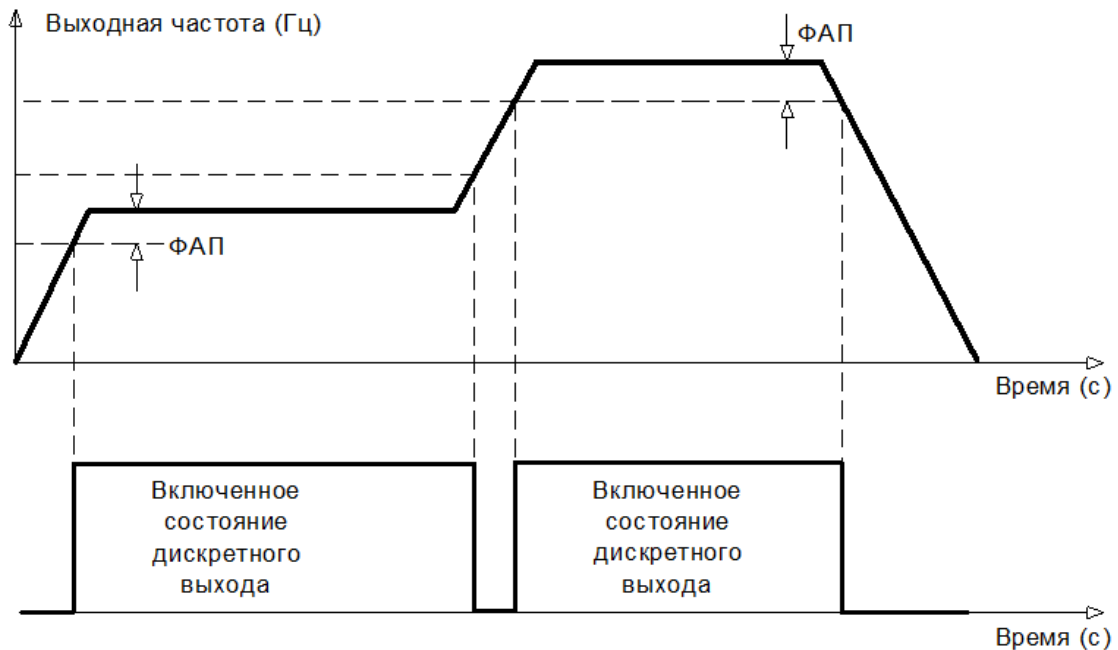 Выходная частота (Гц)
ФАП
ФАП
Время (с)
Включенное
состояние
дискретного
выхода
Включенное
состояние
дискретного
выхода
Время (с)